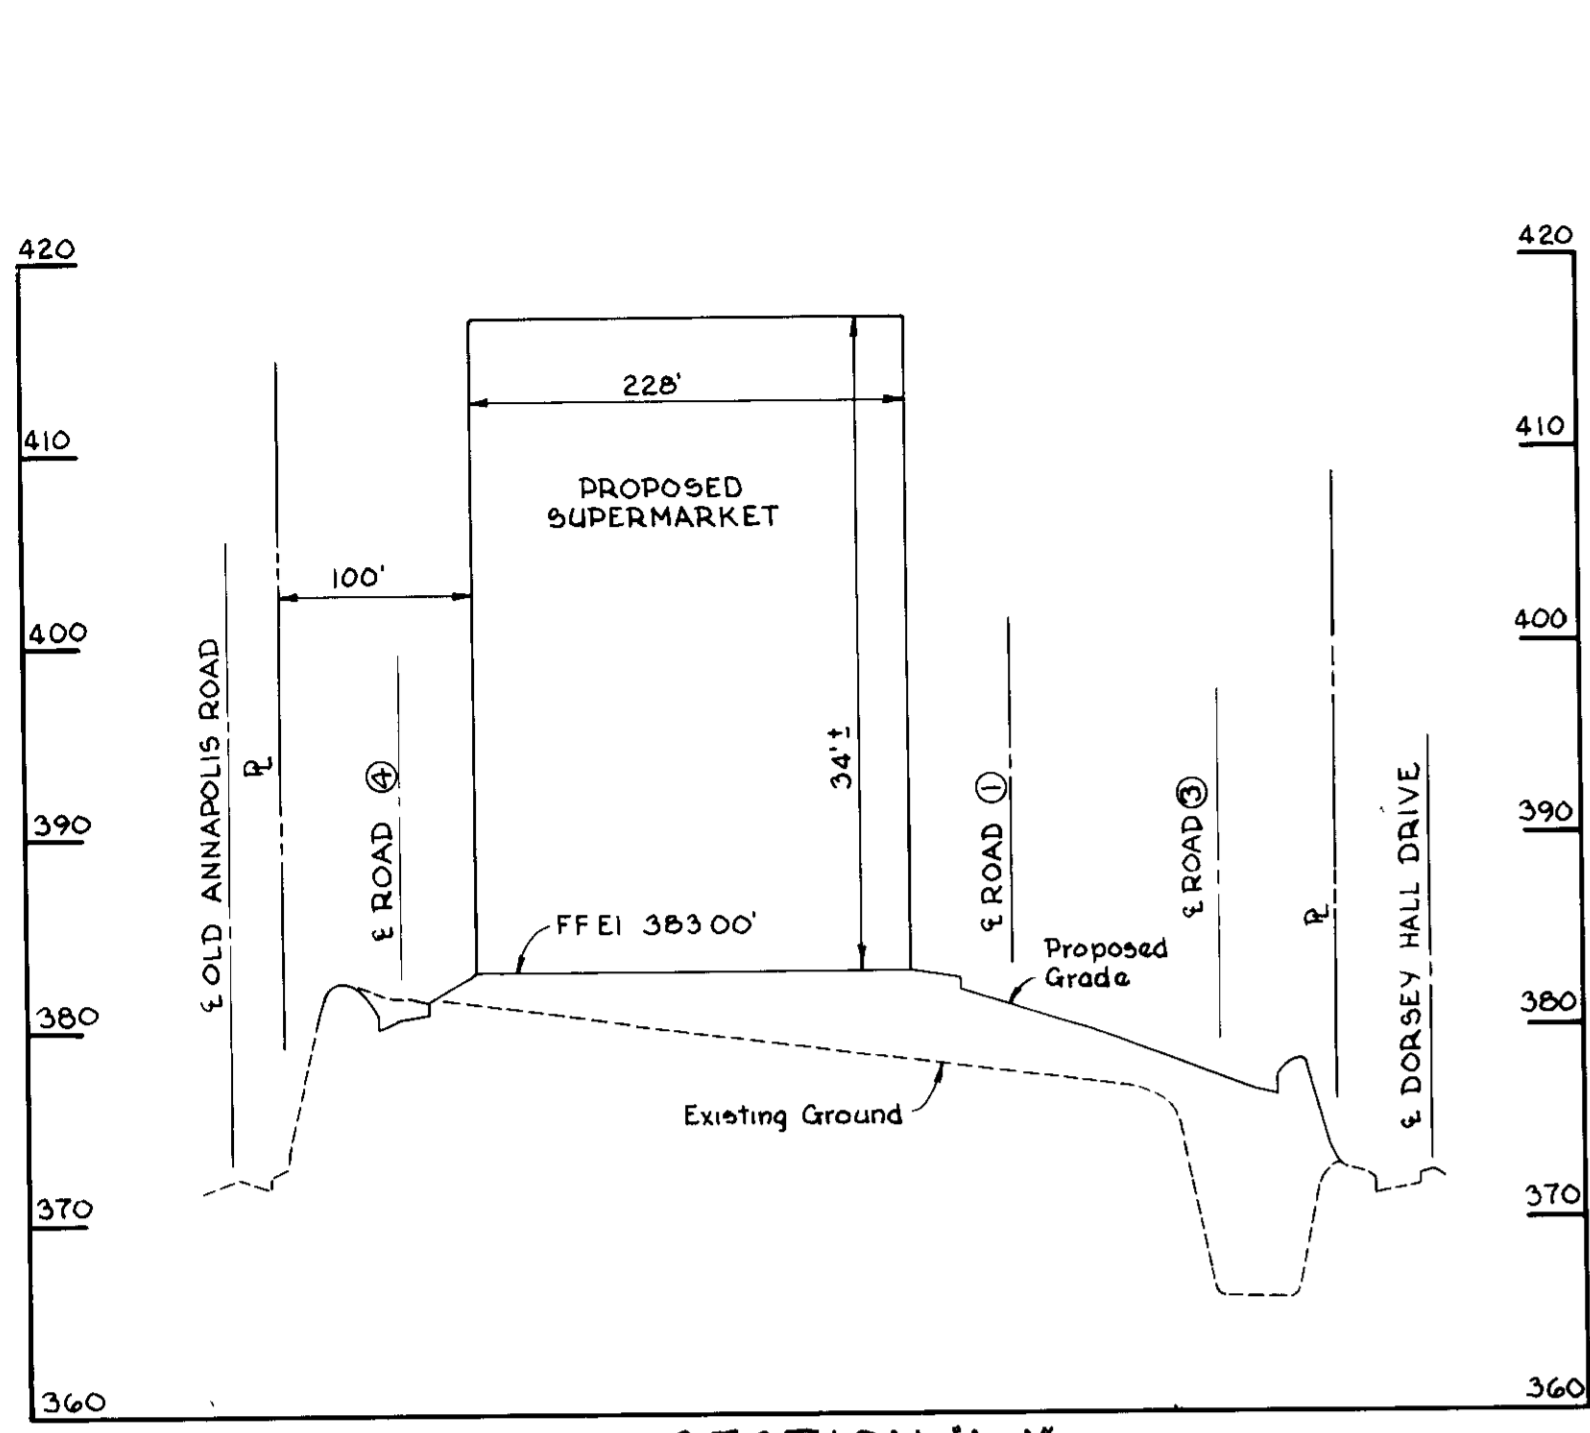 420
420
228'
410
410
PROPOSED
SUPERMARKET
100'
400
400
℄ OLD ANNAPOLIS ROAD
℄ ROAD ④
34'±
℄ ROAD ①
℄ ROAD ③
℄ DORSEY HALL DRIVE
390
390
FF El 383 00'
Proposed
Grade
380
380
Existing Ground
370
370
360
360